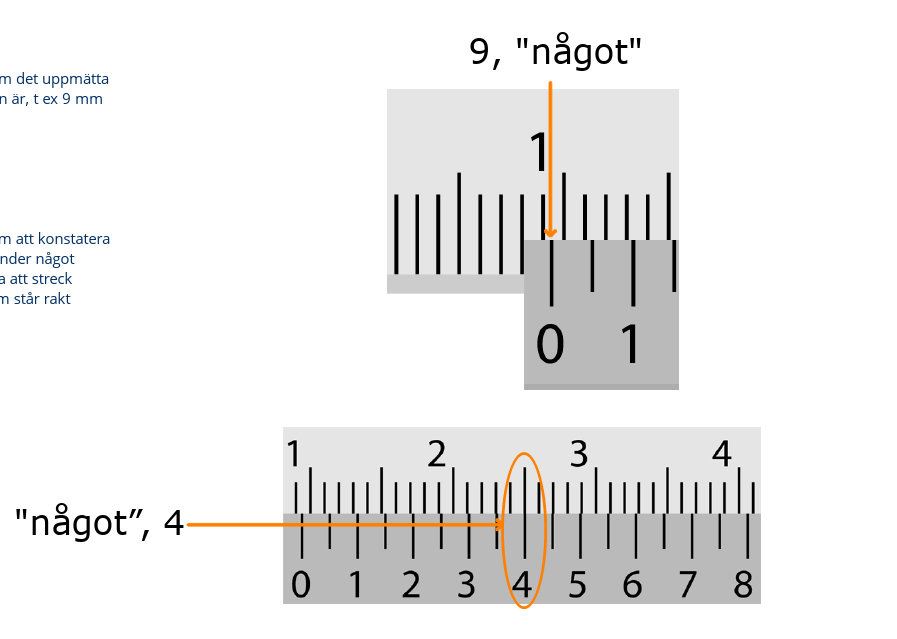 9, "något"
m det uppmätta
n är, t ex 9 mm
1
m att konstatera
nder något
a att streck
m står rakt
0 1
1 2 3 4
"något”, 4
0 1 2 3 4 5 6 7 8